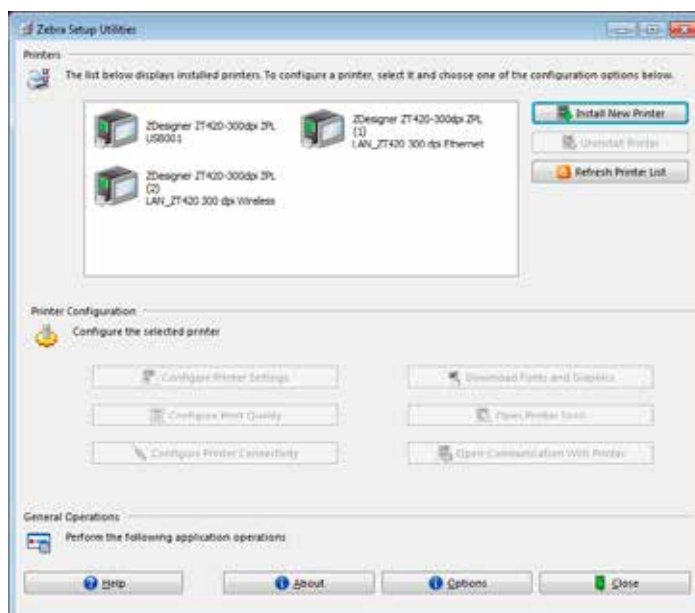 Zebra Setup Utilities
Printers
The list below displays installed printers. To configure a printer, select it and choose one of the configuration options below.
ZDesigner ZT420-300dpi ZPL
USB001
ZDesigner ZT420-300dpi ZPL
(1)
LAN_ZT420 300 dpi Ethernet
ZDesigner ZT420-300dpi ZPL
(2)
LAN_ZT420 300 dpi Wireless
Install New Printer
Uninstall Printer
Refresh Printer List
Printer Configuration
Configure the selected printer
Configure Printer Settings
Download Fonts and Graphics
Configure Print Quality
Open Printer Tools
Configure Printer Connectivity
Open Communication With Printer
General Operations
Perform the following application operations
Help
About
Options
Close